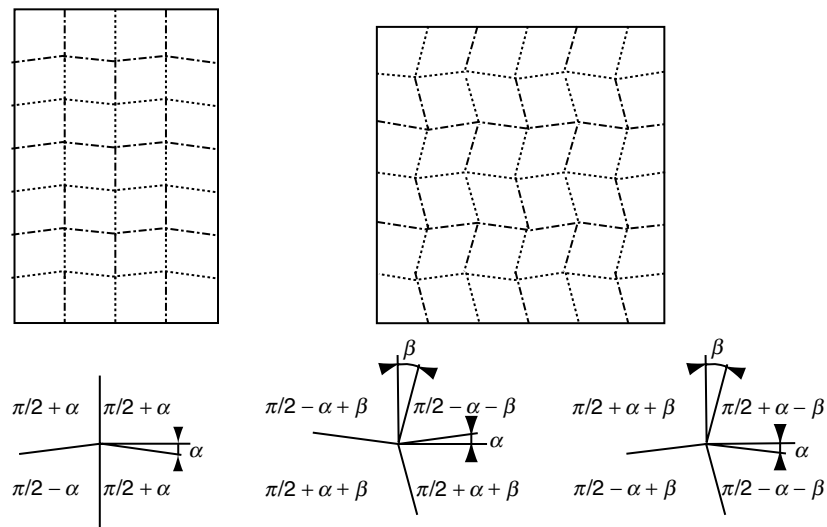 β
β
π/2 + α
π/2 + α
α
π/2 − α
π/2 + α
π/2 − α + β
π/2 − α − β
α
π/2 + α + β
π/2 + α + β
π/2 + α + β
π/2 + α − β
α
π/2 − α + β
π/2 − α − β